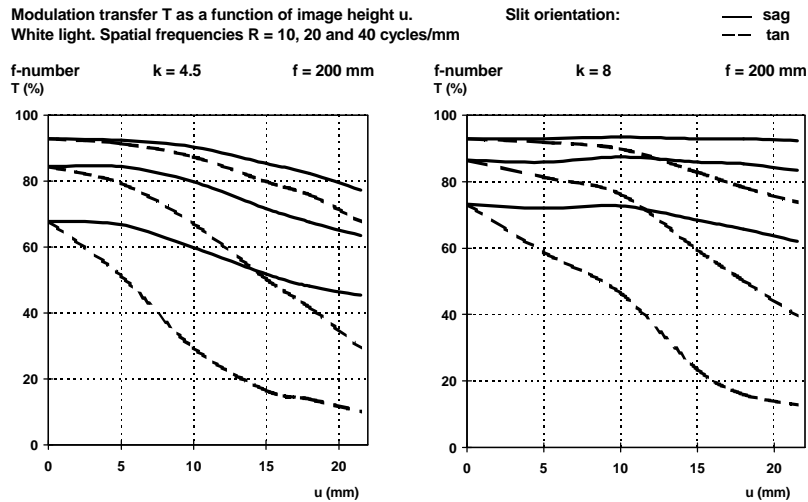 Modulation transfer T as a function of image height u. Slit orientation: sag
White light. Spatial frequencies R = 10, 20 and 40 cycles/mm tan
f-number k = 4.5 f = 200 mm
T (%)
100
80
60
40
20
0
0 5 10 15 20
u (mm)
f-number k = 8 f = 200 mm
T (%)
100
80
60
40
20
0
0 5 10 15 20
u (mm)